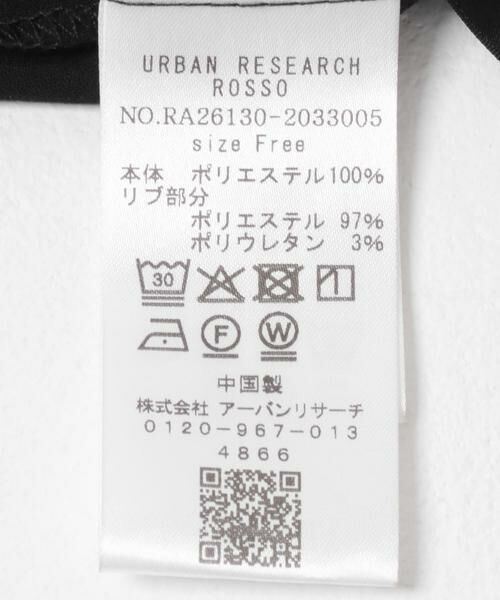 URBAN RESEARCH
ROSSO
NO.RA26130-2033005
size Free
本体 ポリエステル100%
リブ部分
ポリエステル 97%
ポリウレタン 3%
30
F W
中国製
株式会社 アーバンリサーチ
0120-967-013
4866